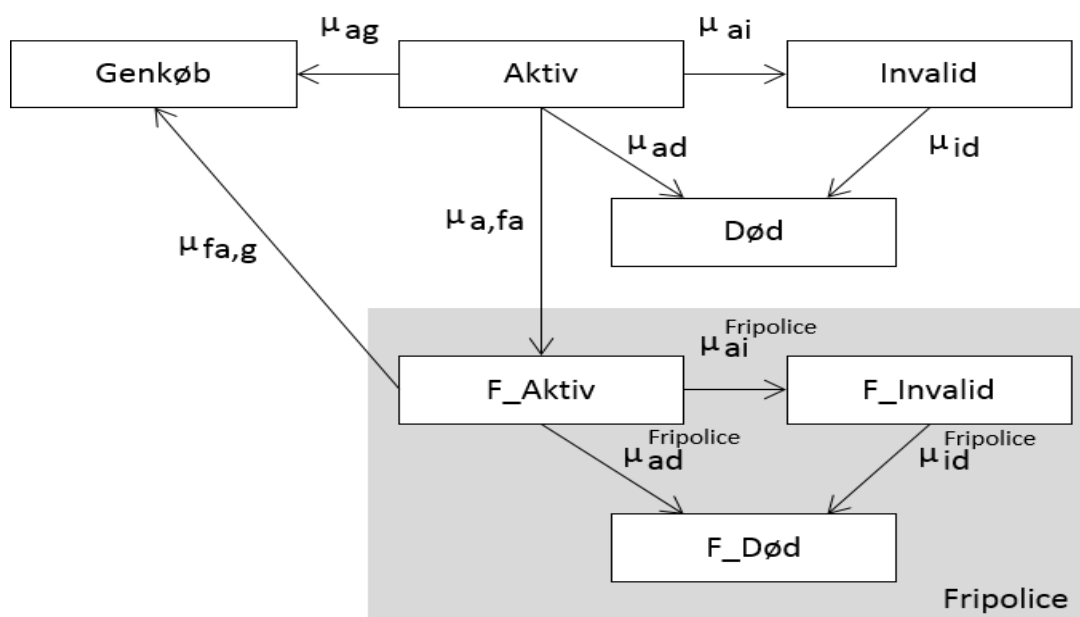 μ ag
μ ai
Genkøb
Aktiv
Invalid
μ ad
μ id
μ a,fa
Død
μ fa,g
μ ai Fripolice
F_Aktiv
F_Invalid
μ ad Fripolice
μ id Fripolice
F_Død
Fripolice